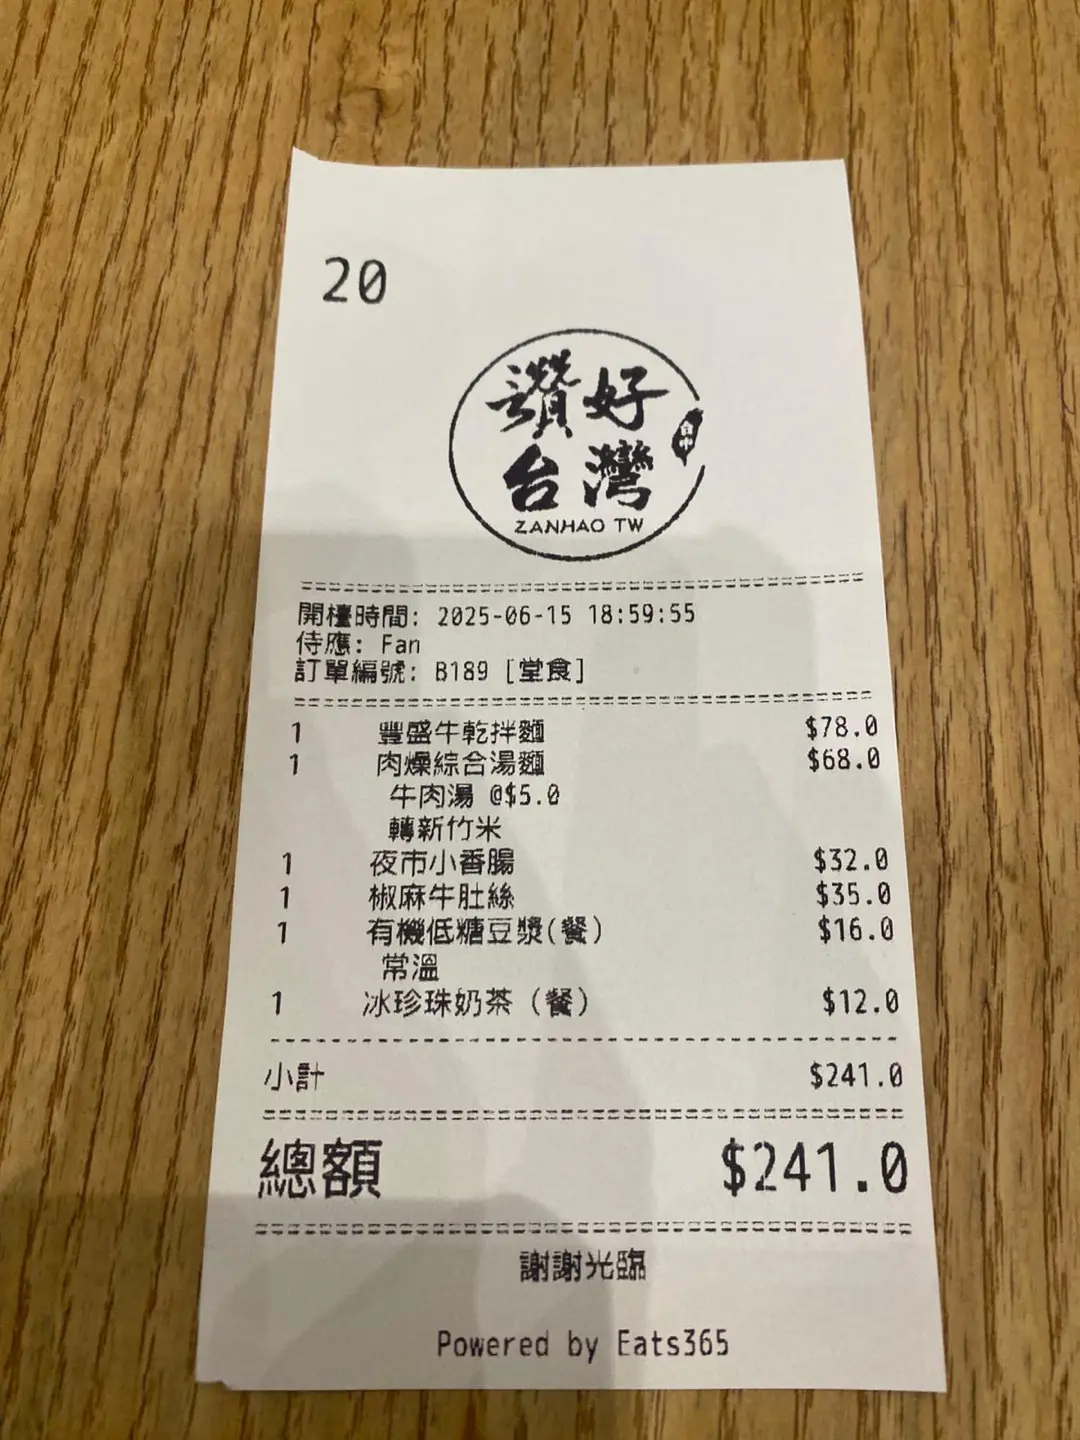 20
讚好
台灣
台中
ZANHAO TW
開檯時間: 2025-06-15 18:59:55
侍應: Fan
訂單編號: B189 [堂食]
1 豐盛牛乾拌麵 $78.0
1 肉燥綜合湯麵 $68.0
牛肉湯 @$5.0
轉新竹米
1 夜市小香腸 $32.0
1 椒麻牛肚絲 $35.0
1 有機低糖豆漿(餐) $16.0
常溫
1 冰珍珠奶茶 (餐) $12.0
小計 $241.0
總額 $241.0
謝謝光臨
Powered by Eats365